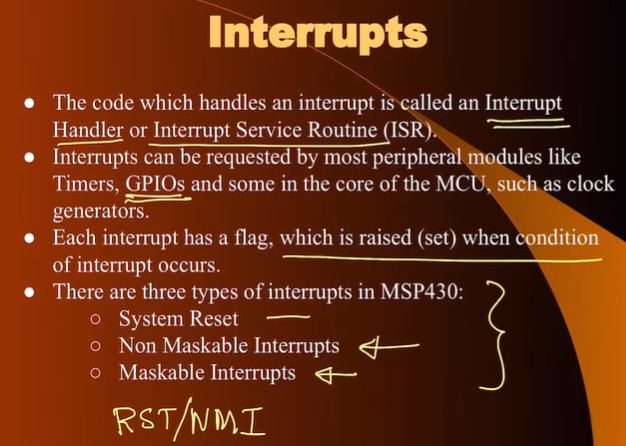 Interrupts
● The code which handles an interrupt is called an Interrupt
Handler or Interrupt Service Routine (ISR).
● Interrupts can be requested by most peripheral modules like
Timers, GPIOs and some in the core of the MCU, such as clock
generators.
● Each interrupt has a flag, which is raised (set) when condition
of interrupt occurs.
● There are three types of interrupts in MSP430:
○ System Reset
○ Non Maskable Interrupts
○ Maskable Interrupts
RST/NMI